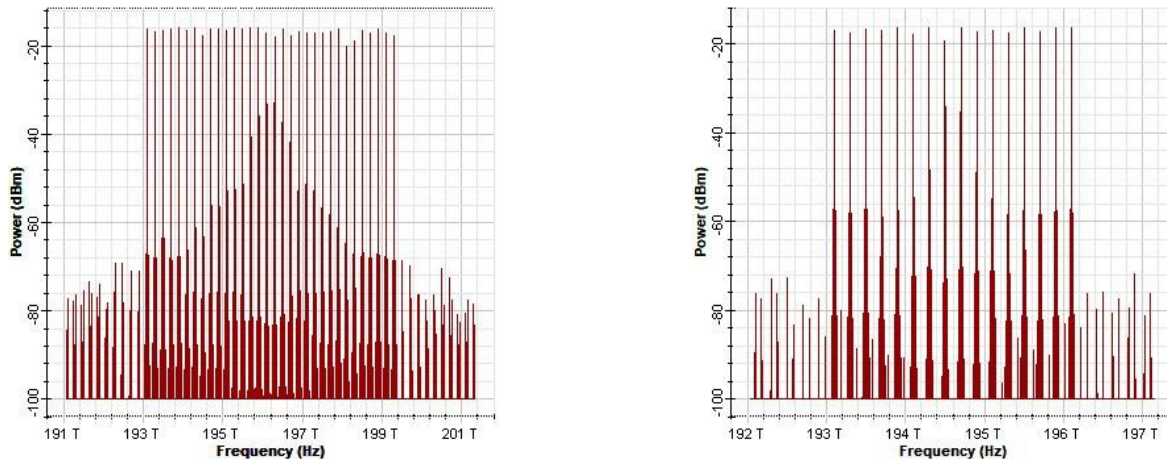 -20
-40
-60
-80
-100
Power (dBm)
191 T 193 T 195 T 197 T 199 T 201 T
Frequency (Hz)
-20
-40
-60
-80
-100
Power (dBm)
192 T 193 T 194 T 195 T 196 T 197 T
Frequency (Hz)